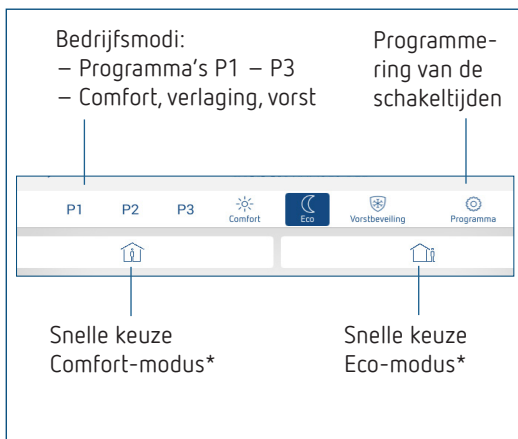 Bedrijfsmodi:
– Programma's P1 – P3
– Comfort, verlaging, vorst
Programme-
ring van de
schakeltijden
P1 P2 P3 Comfort Eco Vorstbeveiling Programma
Snelle keuze
Comfort-modus*
Snelle keuze
Eco-modus*